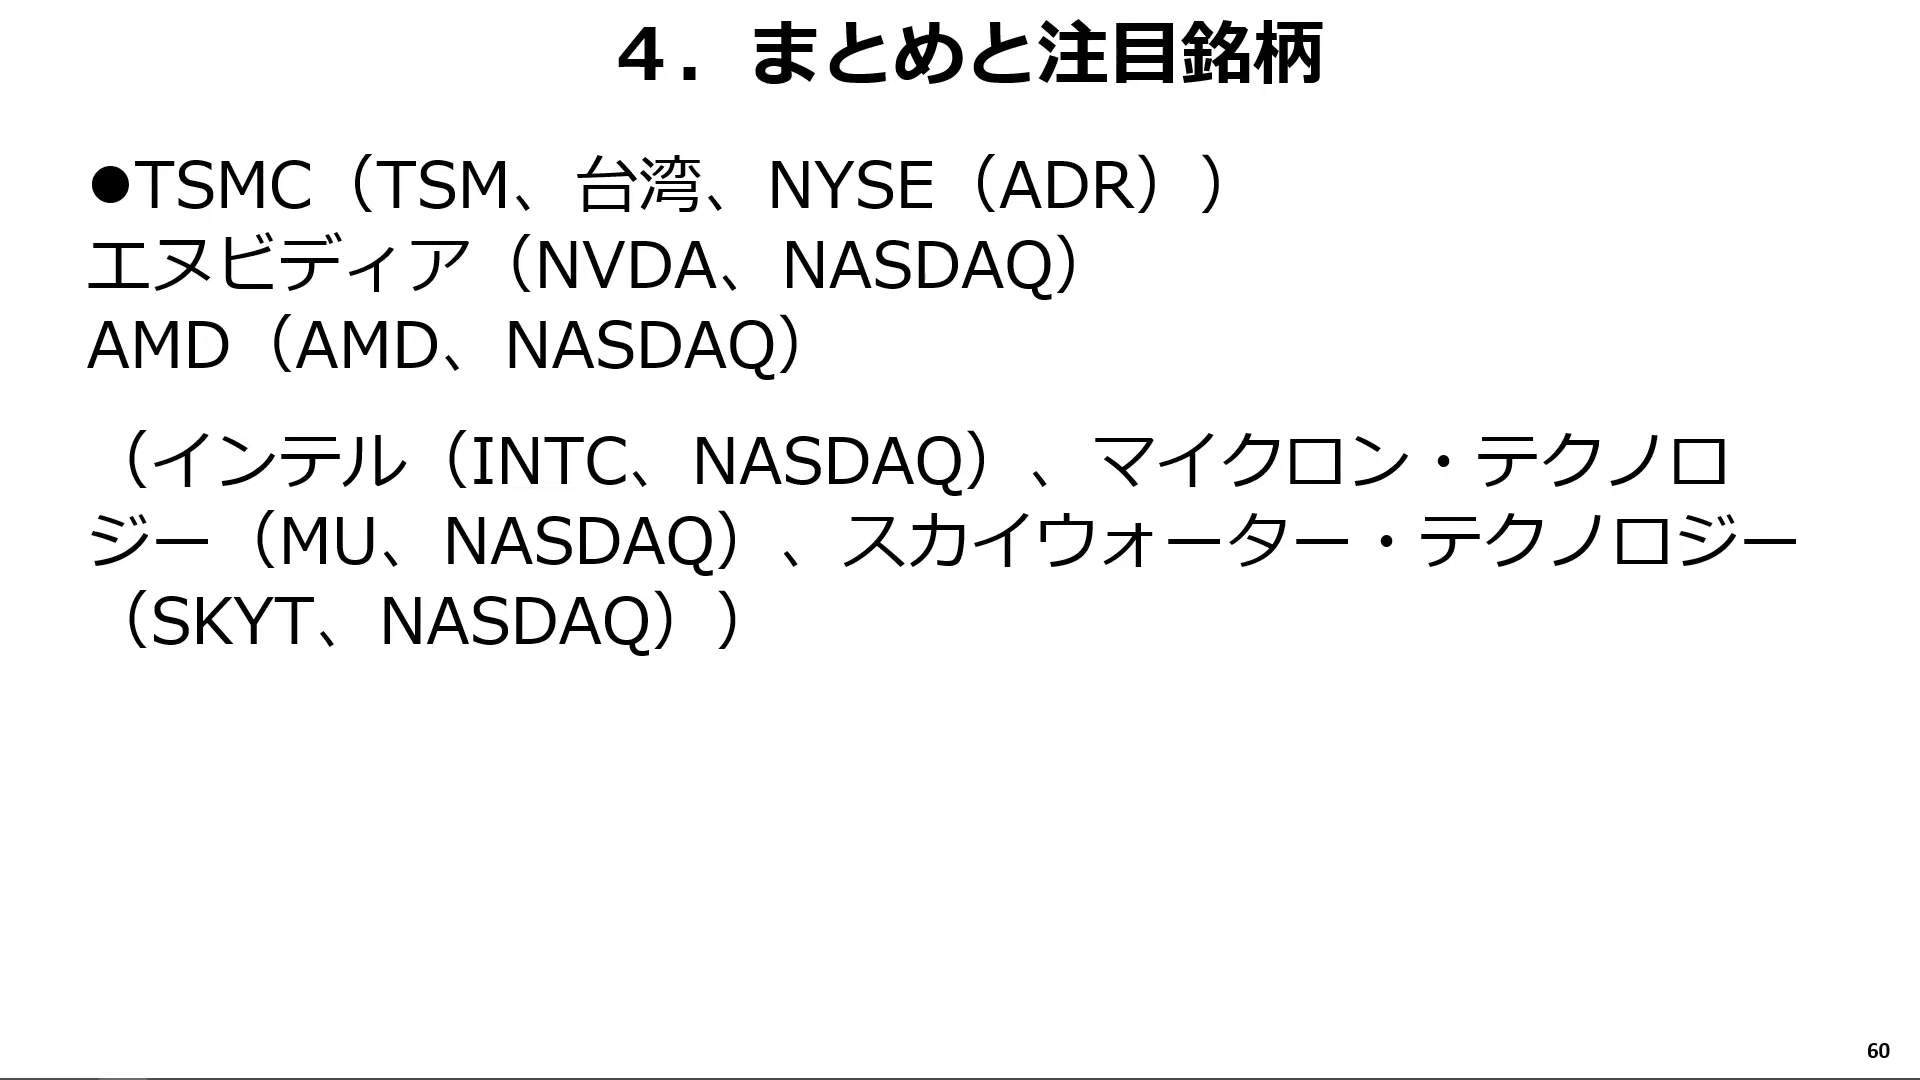 ４．まとめと注目銘柄
●TSMC（TSM、台湾、NYSE（ADR））
エヌビディア（NVDA、NASDAQ）
AMD（AMD、NASDAQ）
（インテル（INTC、NASDAQ）、マイクロン・テクノロ
ジー（MU、NASDAQ）、スカイウォーター・テクノロジー
（SKYT、NASDAQ））
60